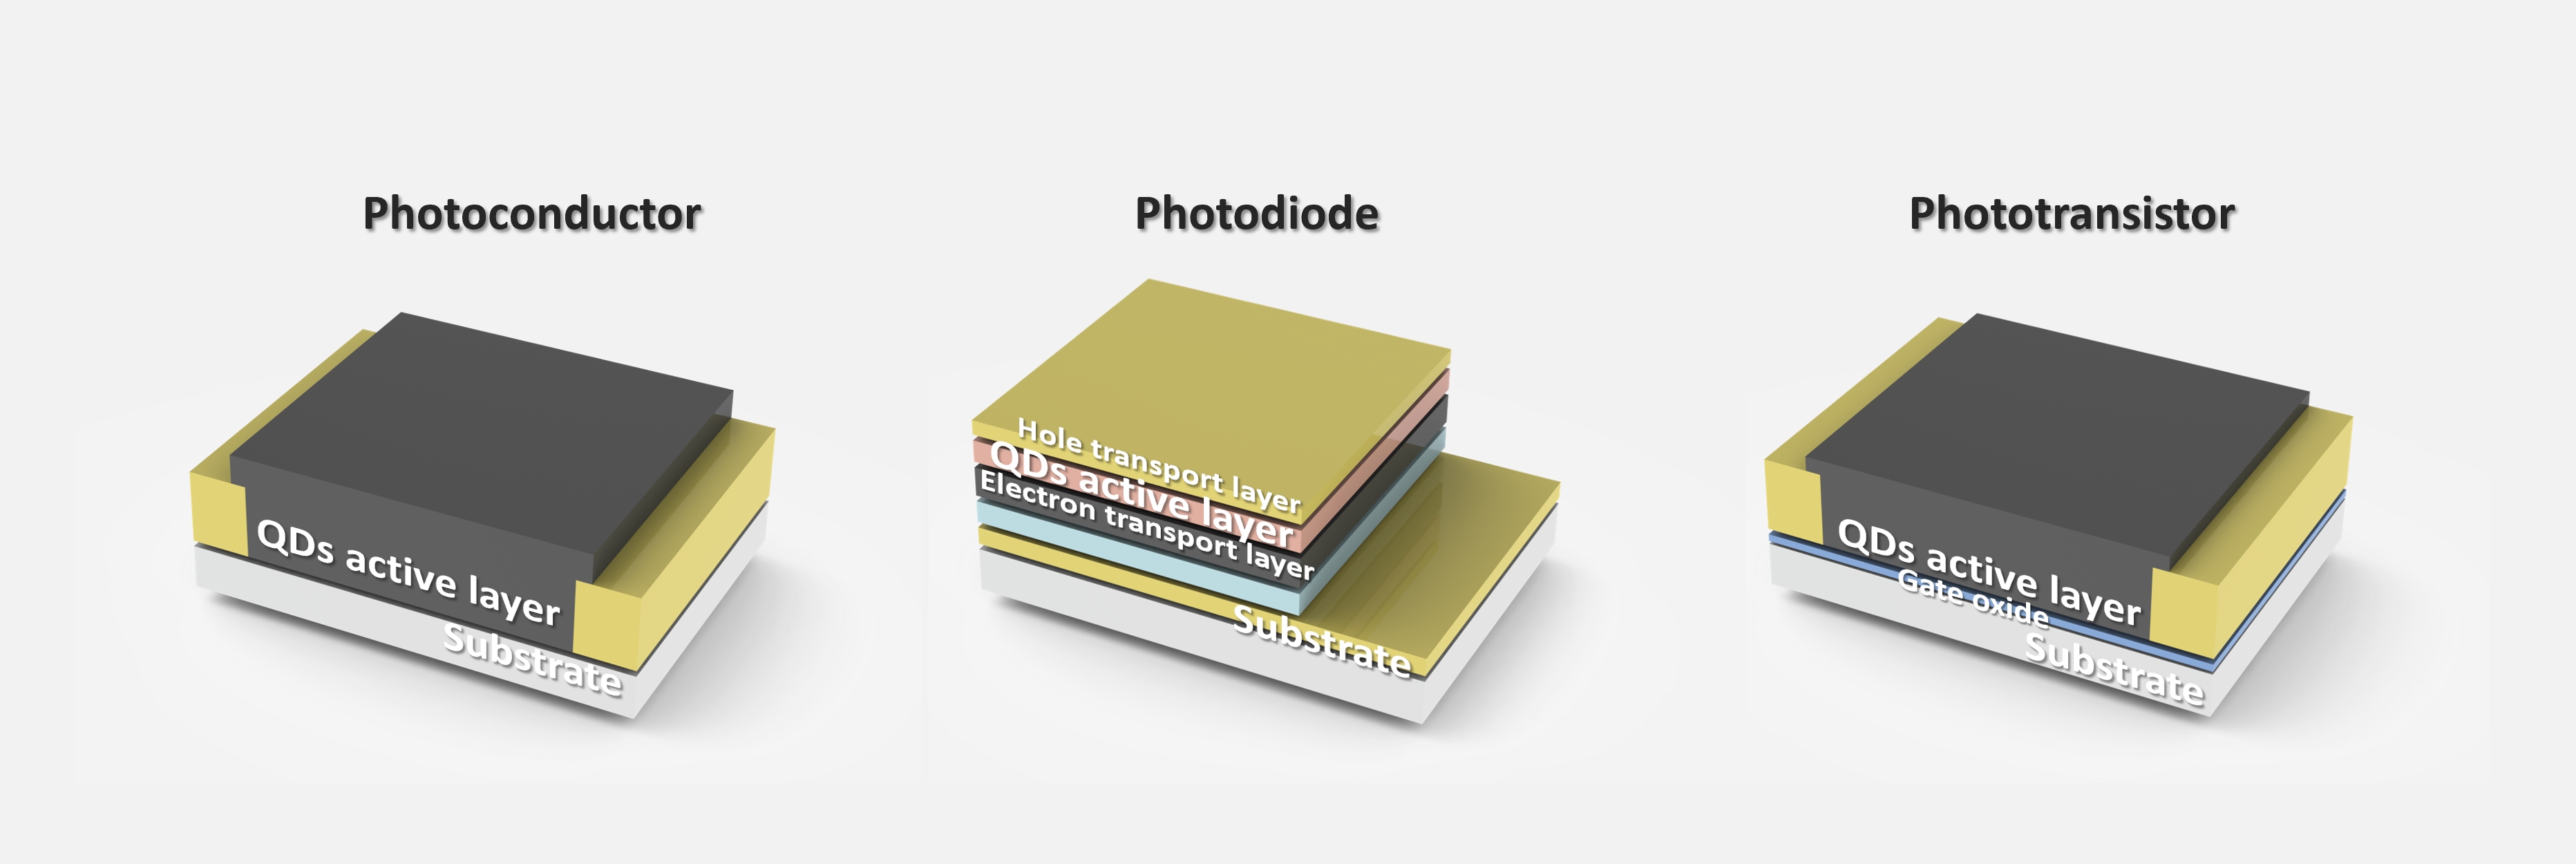 Photoconductor
QDs active layer
Substrate
Photodiode
Hole transport layer
QDs active layer
Electron transport layer
Substrate
Phototransistor
QDs active layer
Gate oxide
Substrate